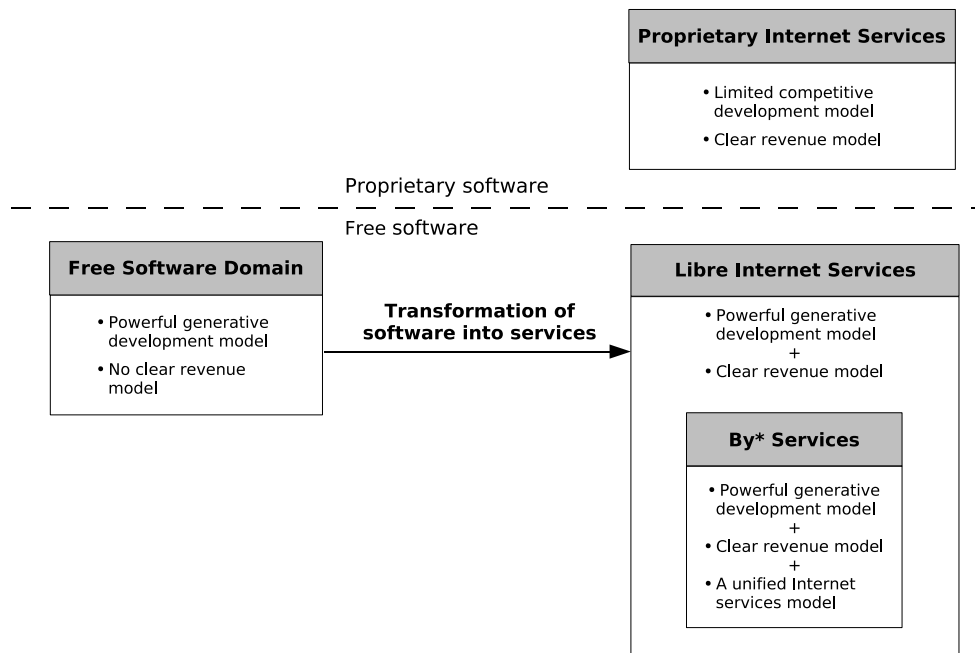 Proprietary Internet Services
• Limited competitive
development model
• Clear revenue model
Proprietary software
Free software
Free Software Domain
• Powerful generative
development model
• No clear revenue
model
Transformation of
software into services
Libre Internet Services
• Powerful generative
development model
+
• Clear revenue model
By* Services
• Powerful generative
development model
+
• Clear revenue model
+
• A unified Internet
services model